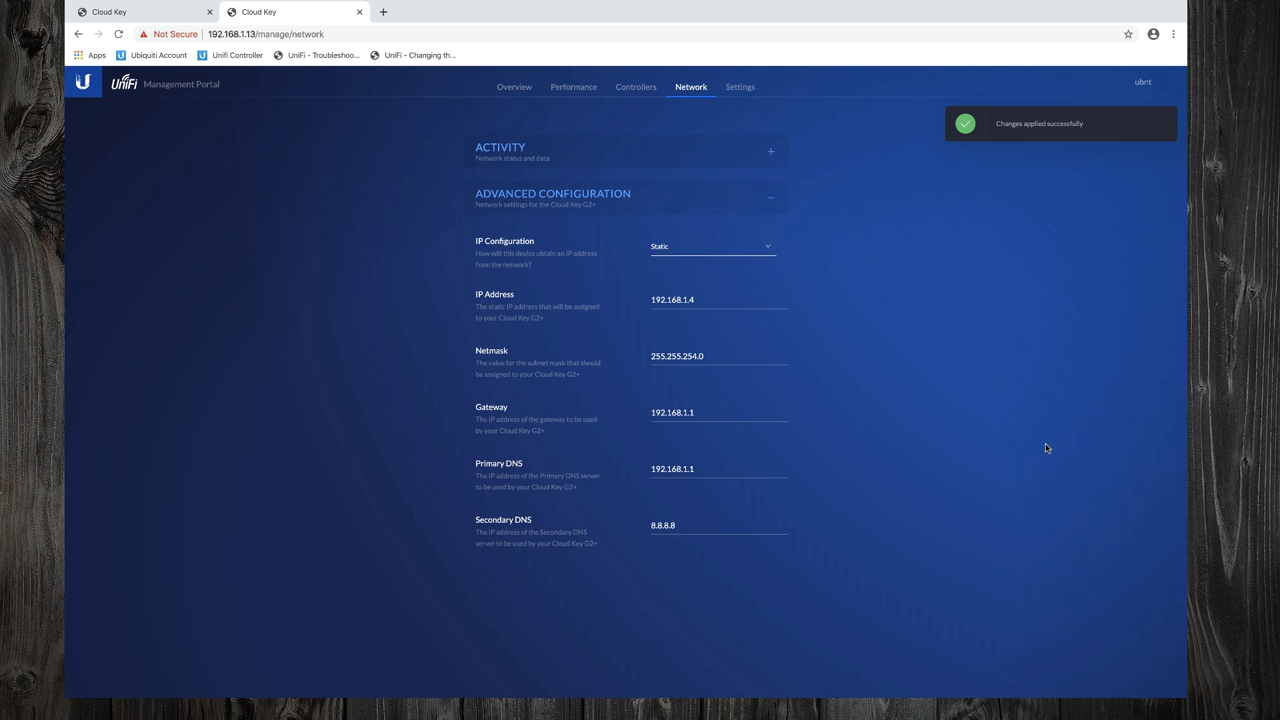 Cloud Key
Cloud Key
Not Secure
192.168.1.13/manage/network
Apps
Ubiquiti Account
Unifi Controller
UniFi - Troubleshoo...
UniFi - Changing th...
U
UniFi
Management Portal
Overview
Performance
Controllers
Network
Settings
ubnt
Changes applied successfully
ACTIVITY
Network status and data
ADVANCED CONFIGURATION
Network settings for the Cloud Key G2+
IP Configuration
How will this device obtain an IP address
from the network?
Static
IP Address
The static IP address that will be assigned
to your Cloud Key G2+
192.168.1.4
Netmask
The value for the subnet mask that should
be assigned to your Cloud Key G2+
255.255.254.0
Gateway
The IP address of the gateway to be used
by your Cloud Key G2+
192.168.1.1
Primary DNS
The IP address of the Primary DNS server
to be used by your Cloud Key G2+
192.168.1.1
Secondary DNS
The IP address of the Secondary DNS
server to be used by your Cloud Key G2+
8.8.8.8